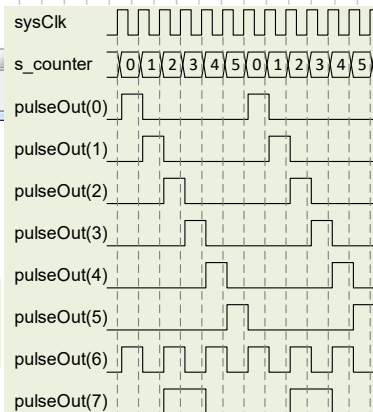 sysClk
s_counter 0 1 2 3 4 5 0 1 2 3 4 5
pulseOut(0)
pulseOut(1)
pulseOut(2)
pulseOut(3)
pulseOut(4)
pulseOut(5)
pulseOut(6)
pulseOut(7)